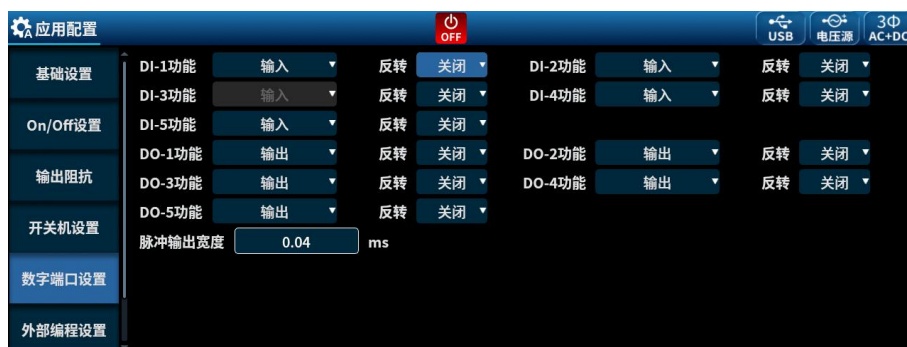 应用配置 OFF USB 电压源 3Φ
AC+DC
基础设置
On/Off设置
输出阻抗
开关机设置
数字端口设置
外部编程设置
DI-1功能 输入 反转 关闭 DI-2功能 输入 反转 关闭
DI-3功能 输入 反转 关闭 DI-4功能 输入 反转 关闭
DI-5功能 输入 反转 关闭
DO-1功能 输出 反转 关闭 DO-2功能 输出 反转 关闭
DO-3功能 输出 反转 关闭 DO-4功能 输出 反转 关闭
DO-5功能 输出 反转 关闭
脉冲输出宽度 0.04 ms